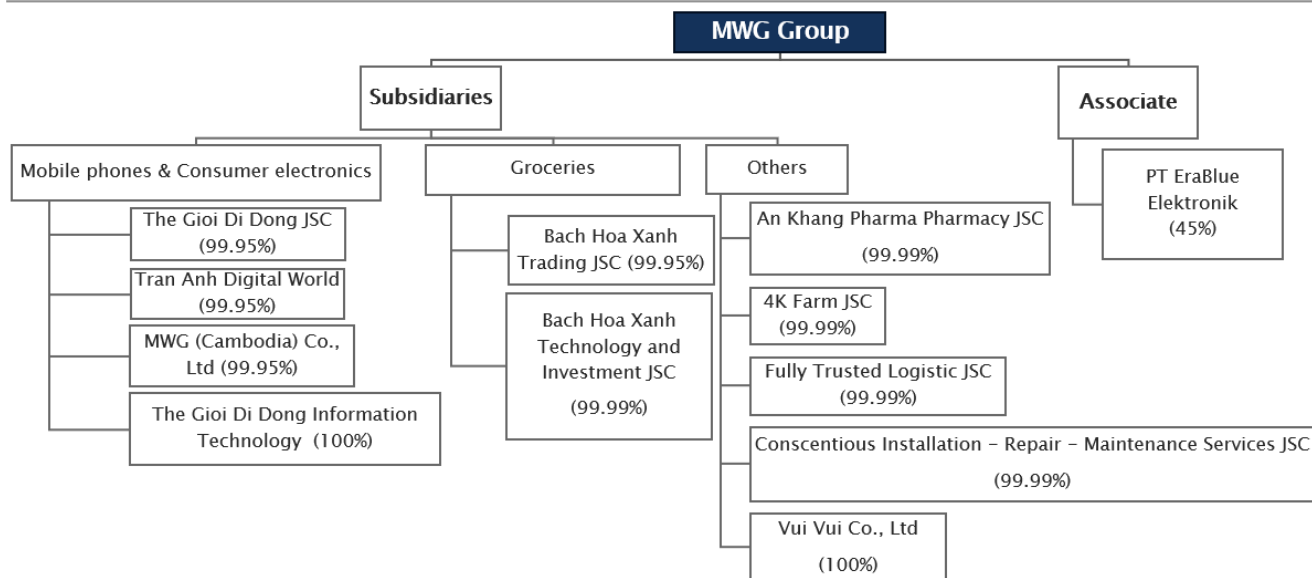 MWG Group
Subsidiaries
Associate
Mobile phones & Consumer electronics
Groceries
Others
The Gioi Di Dong JSC
(99.95%)
Tran Anh Digital World
(99.95%)
MWG (Cambodia) Co.,
Ltd (99.95%)
The Gioi Di Dong Information
Technology (100%)
Bach Hoa Xanh
Trading JSC (99.95%)
Bach Hoa Xanh
Technology and
Investment JSC
(99.99%)
An Khang Pharma Pharmacy JSC
(99.99%)
4K Farm JSC
(99.99%)
Fully Trusted Logistic JSC
(99.99%)
Conscentious Installation - Repair - Maintenance Services JSC
(99.99%)
Vui Vui Co., Ltd
(100%)
PT EraBlue
Elektronik
(45%)